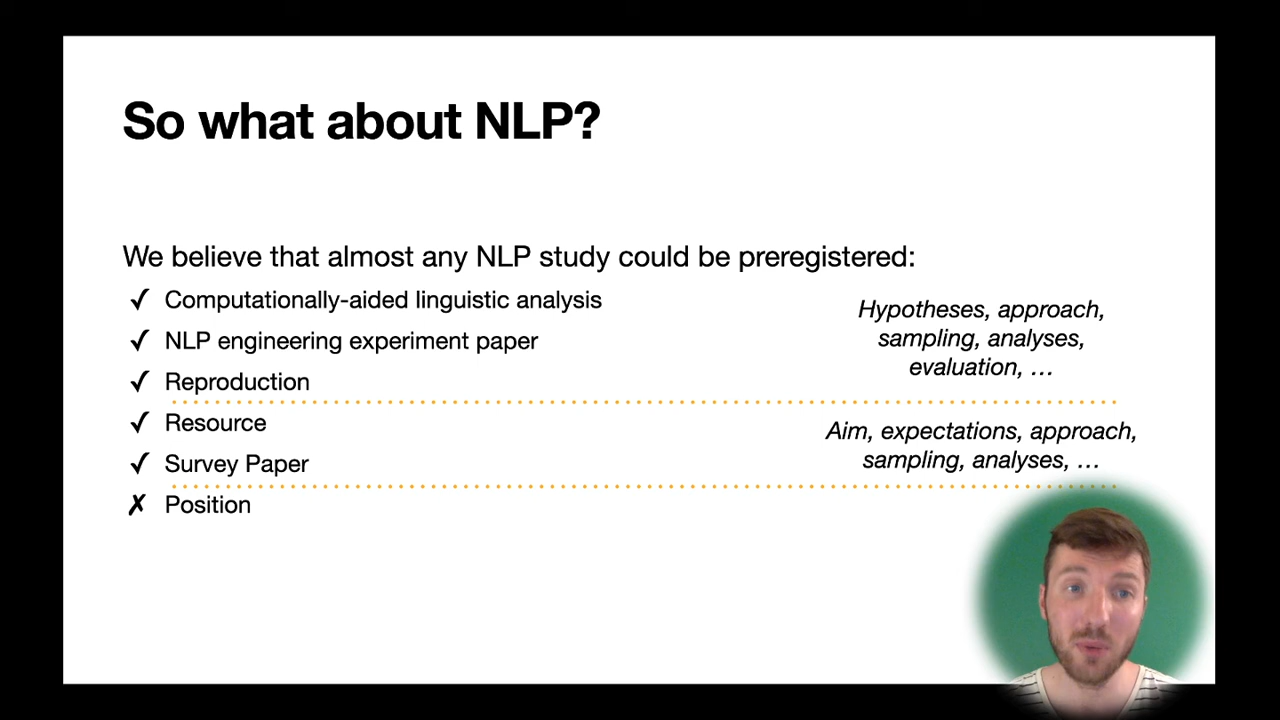 So what about NLP?
We believe that almost any NLP study could be preregistered:
✓ Computationally-aided linguistic analysis
✓ NLP engineering experiment paper
✓ Reproduction
Hypotheses, approach,
sampling, analyses,
evaluation, …
✓ Resource
✓ Survey Paper
Aim, expectations, approach,
sampling, analyses, …
✗ Position